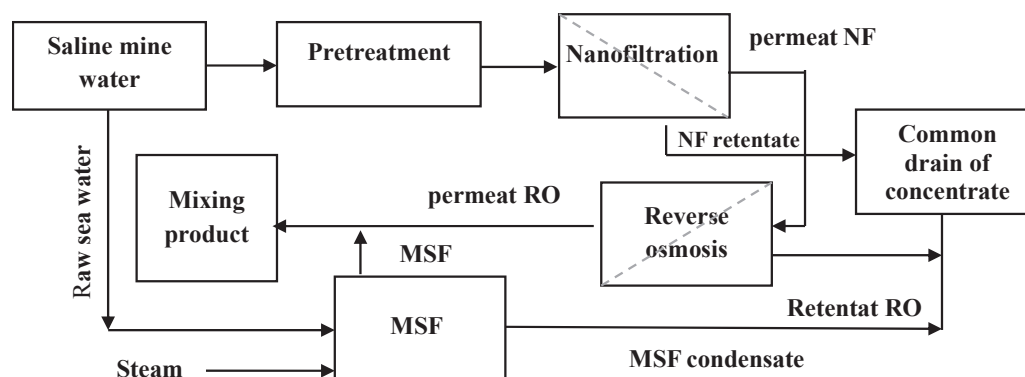 Saline mine
water
Pretreatment
Nanofiltration
permeat NF
NF retentate
Common
drain of
concentrate
Raw sea water
Mixing
product
permeat RO
Reverse
osmosis
MSF
MSF
Retentat RO
MSF condensate
Steam